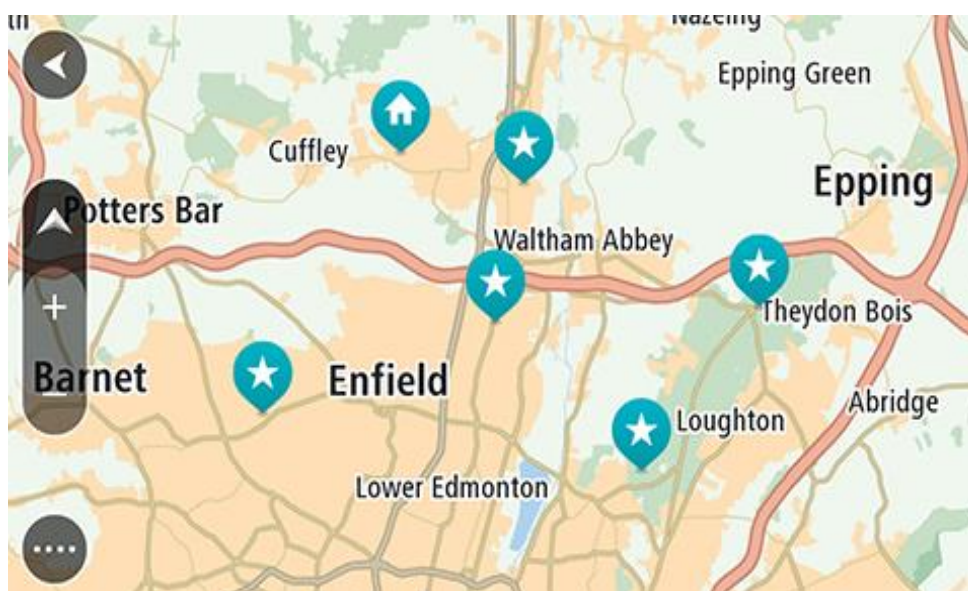 Nazeing
Epping Green
Cuffley
Epping
Potters Bar
Waltham Abbey
Theydon Bois
Barnet
Enfield
Abridge
Loughton
Lower Edmonton